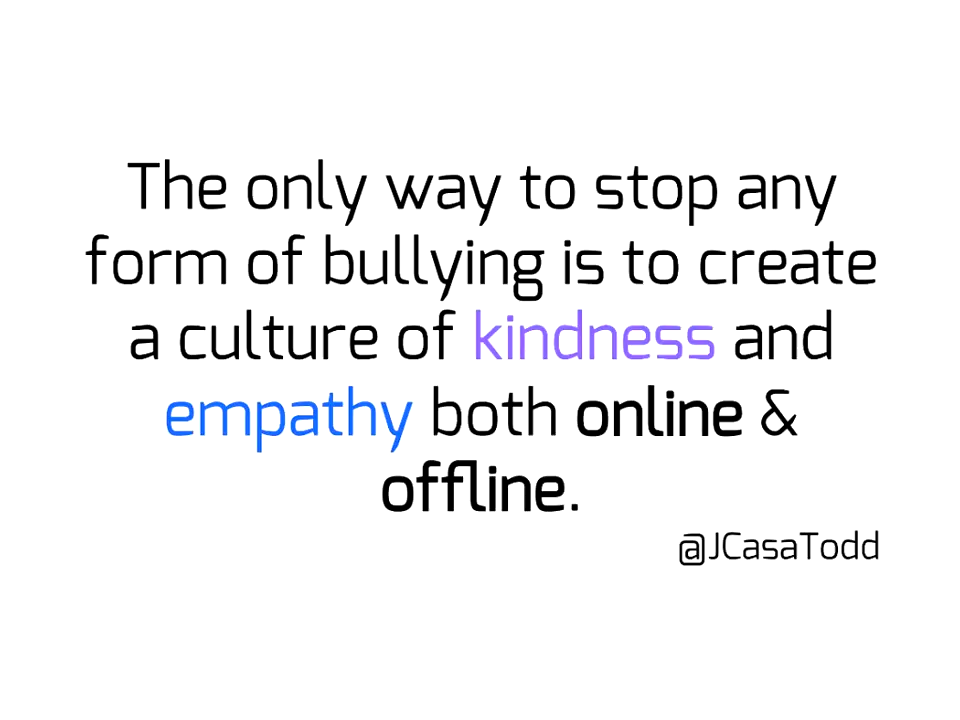 The only way to stop any
form of bullying is to create
a culture of kindness and
empathy both online &
offline.
@JCasaTodd